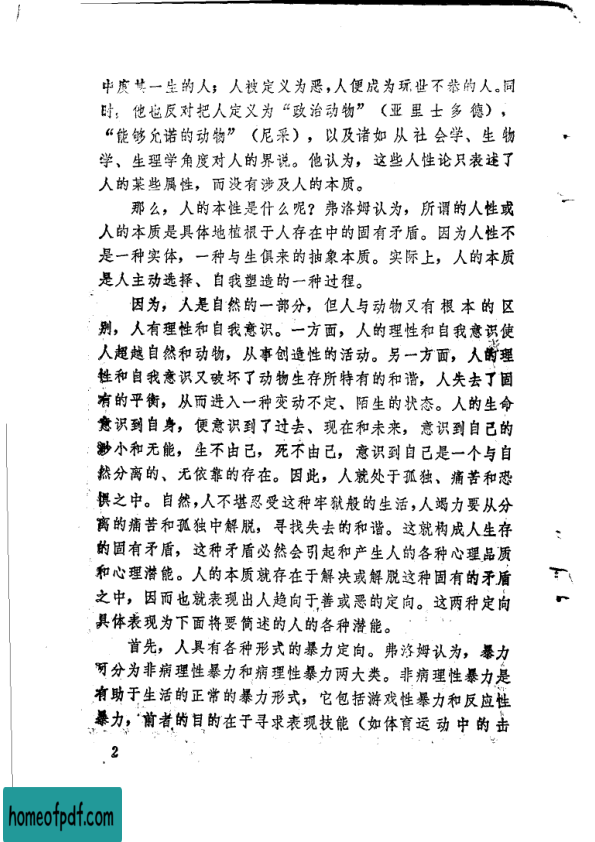 中度某一生的人；人被定义为恶，人便成为玩世不恭的人。同
时，他也反对把人定义为“政治动物”（亚里士多德），
“能够允诺的动物”（尼采），以及诸如从社会学、生物
学、生理学角度对人的界说。他认为，这些人性论只表述了
人的某些属性，而没有涉及人的本质。
那么，人的本性是什么呢？弗洛姆认为，所谓的人性或
人的本质是具体地植根于人存在中的固有矛盾。因为人性不
是一种实体，一种与生俱来的抽象本质。实际上，人的本质
是人主动选择、自我塑造的一种过程。
因为，人是自然的一部分，但人与动物又有根本的区
别，人有理性和自我意识。一方面，人的理性和自我意识使
人超越自然和动物，从事创造性的活动。另一方面，人的理
性和自我意识又破坏了动物生存所特有的和谐，人失去了固
有的平衡，从而进入一种变动不定、陌生的状态。人的生命
意识到自身，便意识到了过去、现在和未来，意识到自己的
渺小和无能，生不由己，死不由己，意识到自己是一个与自
然分离的、无依靠的存在。因此，人就处于孤独、痛苦和恐
惧之中。自然，人不堪忍受这种牢狱般的生活，人竭力要从分
离的痛苦和孤独中解脱，寻找失去的和谐。这就构成人生存
的固有矛盾，这种矛盾必然会引起和产生人的各种心理品质
和心理潜能。人的本质就存在于解决或解脱这种固有的矛盾
之中，因而也就表现出人趋向于善或恶的定向。这两种定向
具体表现为下面将要简述的人的各种潜能。
首先，人具有各种形式的暴力定向。弗洛姆认为，暴力
可分为非病理性暴力和病理性暴力两大类。非病理性暴力是
有助于生活的正常的暴力形式，它包括游戏性暴力和反应性
暴力，前者的目的在于寻求表现技能（如体育运动中的击
2
homeofpdf.com